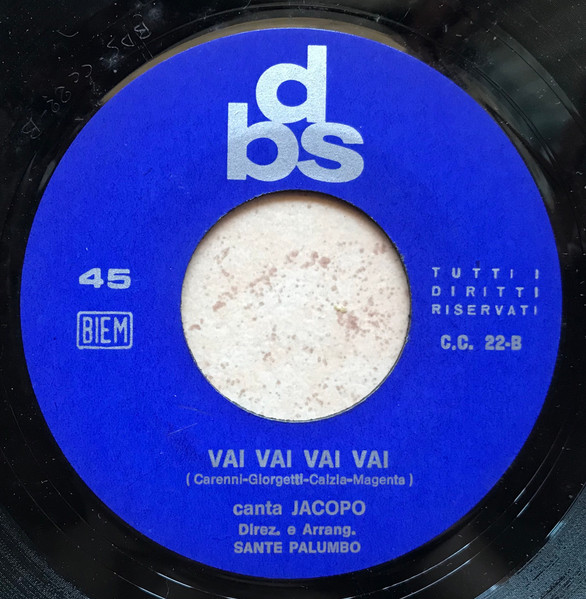 d
bs
45
BIEM
TUTTI I
DIRITTI
RISERVATI
C.C. 22-B
VAI VAI VAI VAI
(Carenni-Giorgetti-Calzia-Magenta)
canta JACOPO
Direz. e Arrang.
SANTE PALUMBO